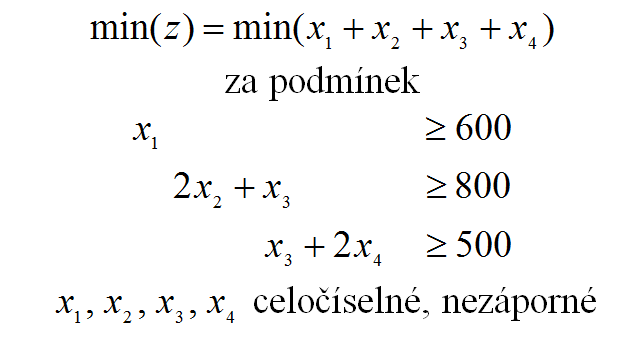 min(z) = min(x₁ + x₂ + x₃ + x₄)
za podmínek
x₁ ≥ 600
2x₂ + x₃ ≥ 800
x₃ + 2x₄ ≥ 500
x₁, x₂, x₃, x₄ celočíselné, nezáporné